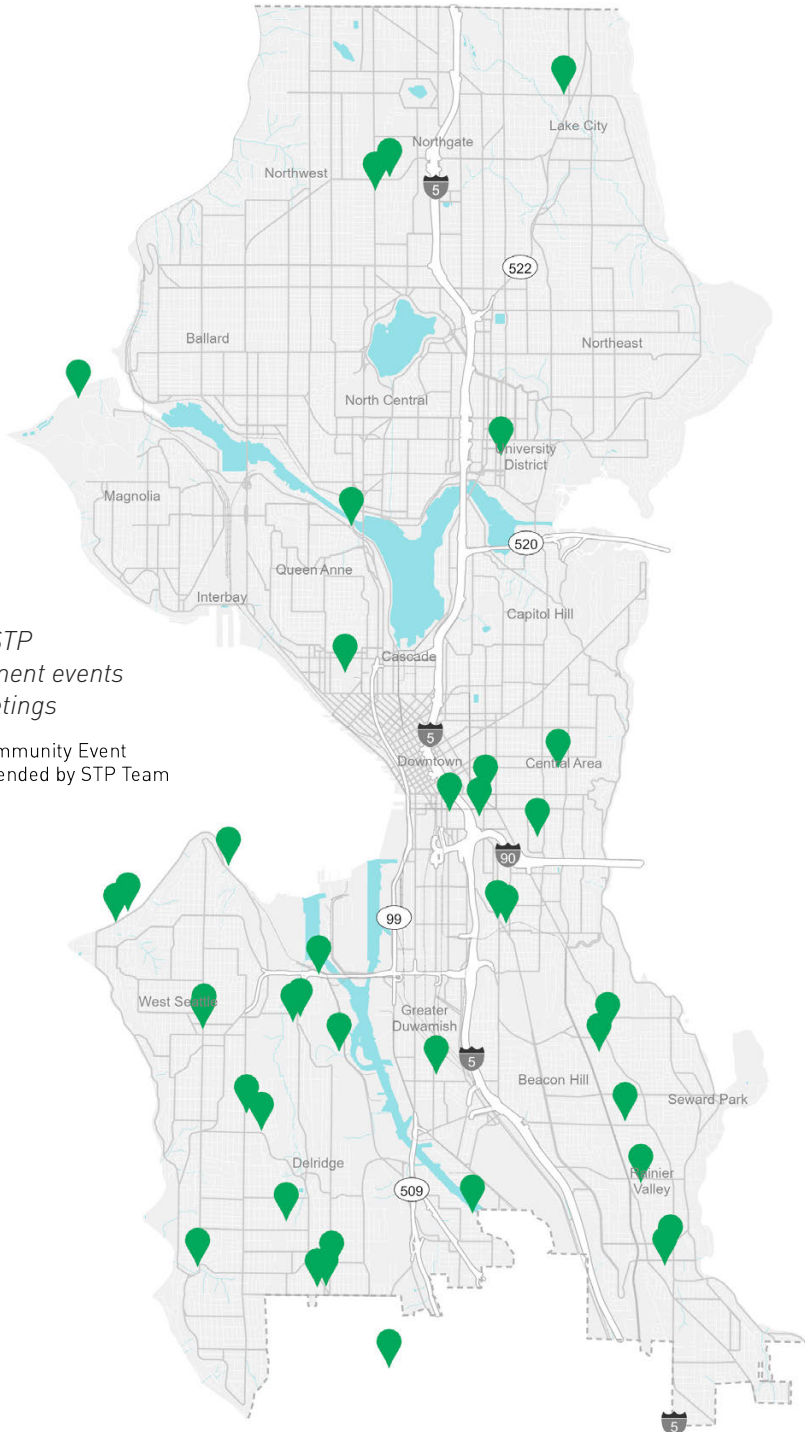 Lake City
Northgate
Northwest
5
522
Ballard
Northeast
North Central
University
District
Magnolia
520
Queen Anne
Interbay
Capitol Hill
STP
ment events
etings
Cascade
5
mmunity Event
ended by STP Team
Downtown
Central Area
90
99
West Seattle
Greater
Duwamish
5
Beacon Hill
Seward Park
Delridge
Rainier
Valley
509
5